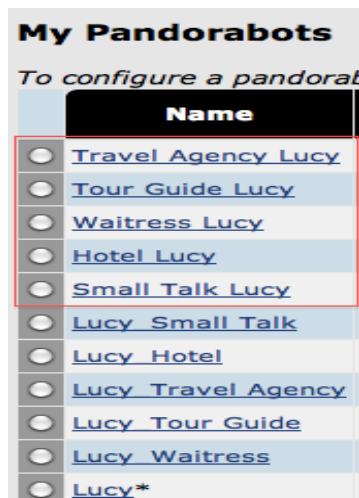 My Pandorabots
To configure a pandorab
Name
Travel Agency Lucy
Tour Guide Lucy
Waitress Lucy
Hotel Lucy
Small Talk Lucy
Lucy Small Talk
Lucy Hotel
Lucy Travel Agency
Lucy Tour Guide
Lucy Waitress
Lucy*